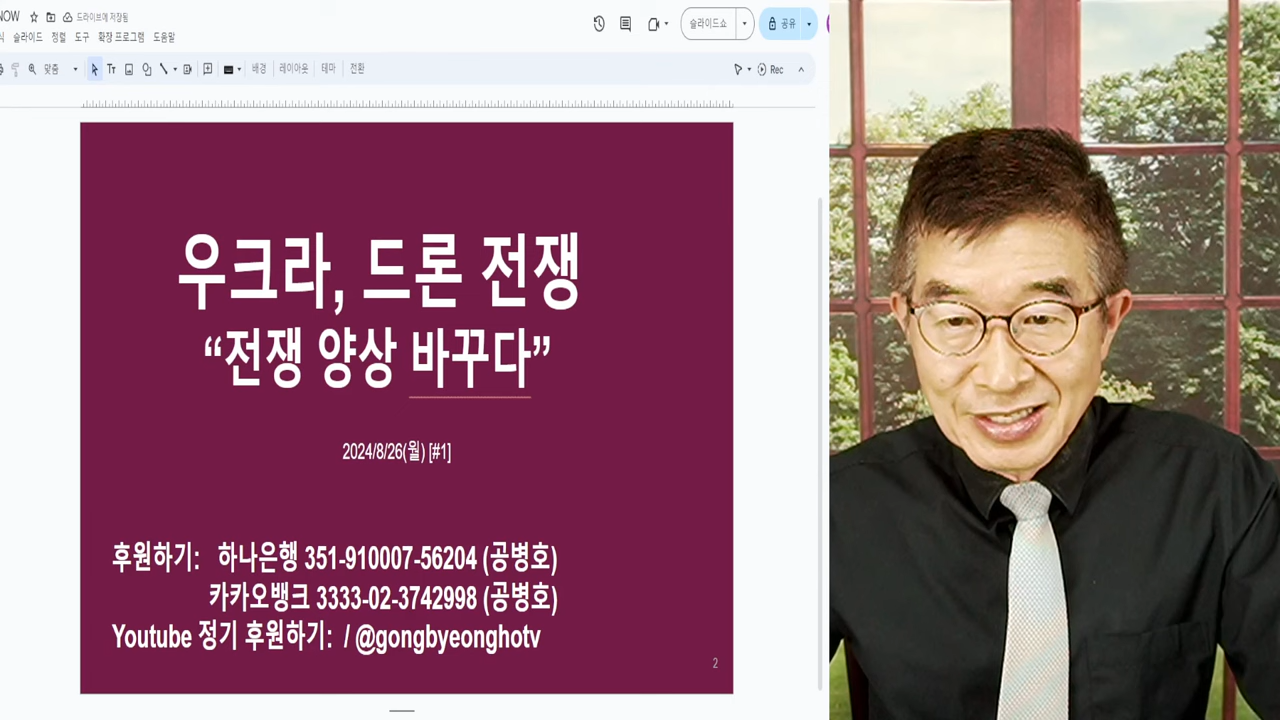 NOW 드라이브에 저장됨
슬라이드 정렬 도구 확장 프로그램 도움말
슬라이드쇼 공유
맞춤 Tт 배경 레이아웃 테마 전환 Rec
우크라, 드론 전쟁
“전쟁 양상 바꾸다”
2024/8/26(월) [#1]
후원하기: 하나은행 351-910007-56204 (공병호)
카카오뱅크 3333-02-3742998 (공병호)
Youtube 정기 후원하기: / @gongbyeonghotv
2